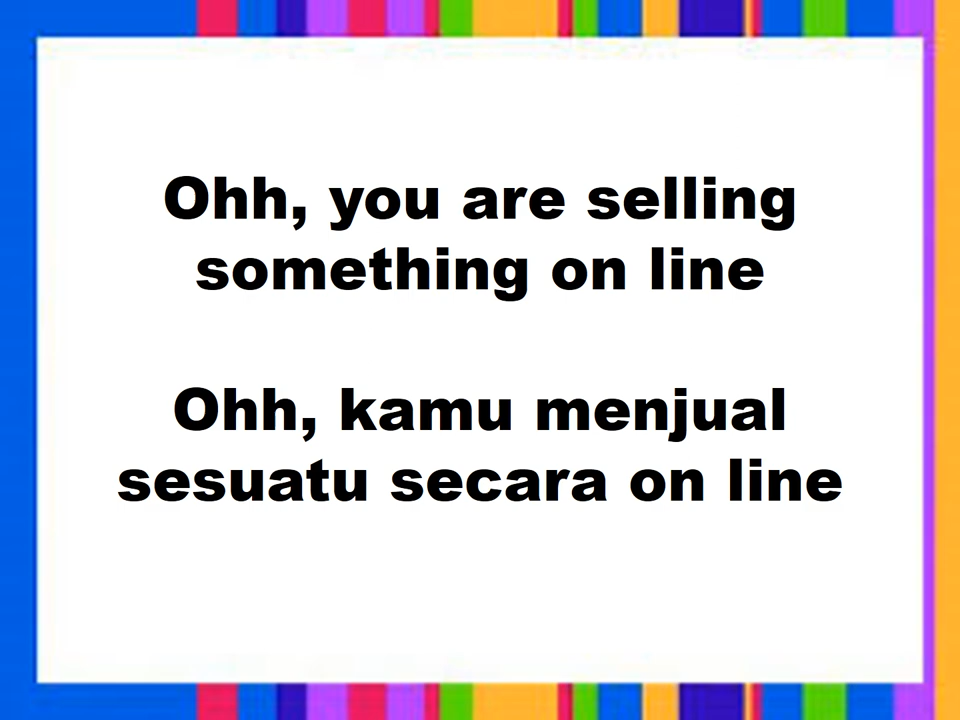 Ohh, you are selling
something on line
Ohh, kamu menjual
sesuatu secara on line